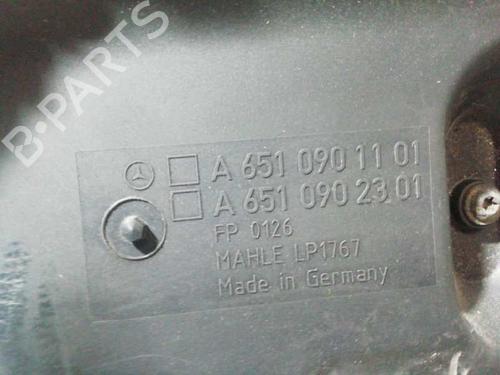 B-PARTS
A 651 090 11 01
A 651 090 23 01
FP 0126
MAHLE LP1767
Made in Germany